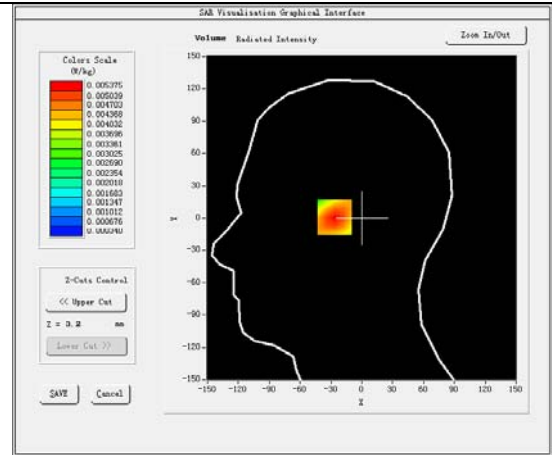 SAR Visualisation Graphical Interface
Volume Radiated Intensity
Zoom In/Out
Colors Scale
(W/kg)
0.005375
0.005039
0.004703
0.004368
0.004032
0.003696
0.003361
0.003025
0.002690
0.002354
0.002018
0.001683
0.001347
0.001012
0.000676
0.000340
150
120
90
60
30
0
-30
-60
-90
-120
-150
Y
-150 -120 -90 -60 -30 0 30 60 90 120 150
X
Z-Cuts Control
<< Upper Cut
Z = 3.2 mm
Lower Cut >>
SAVE Cancel